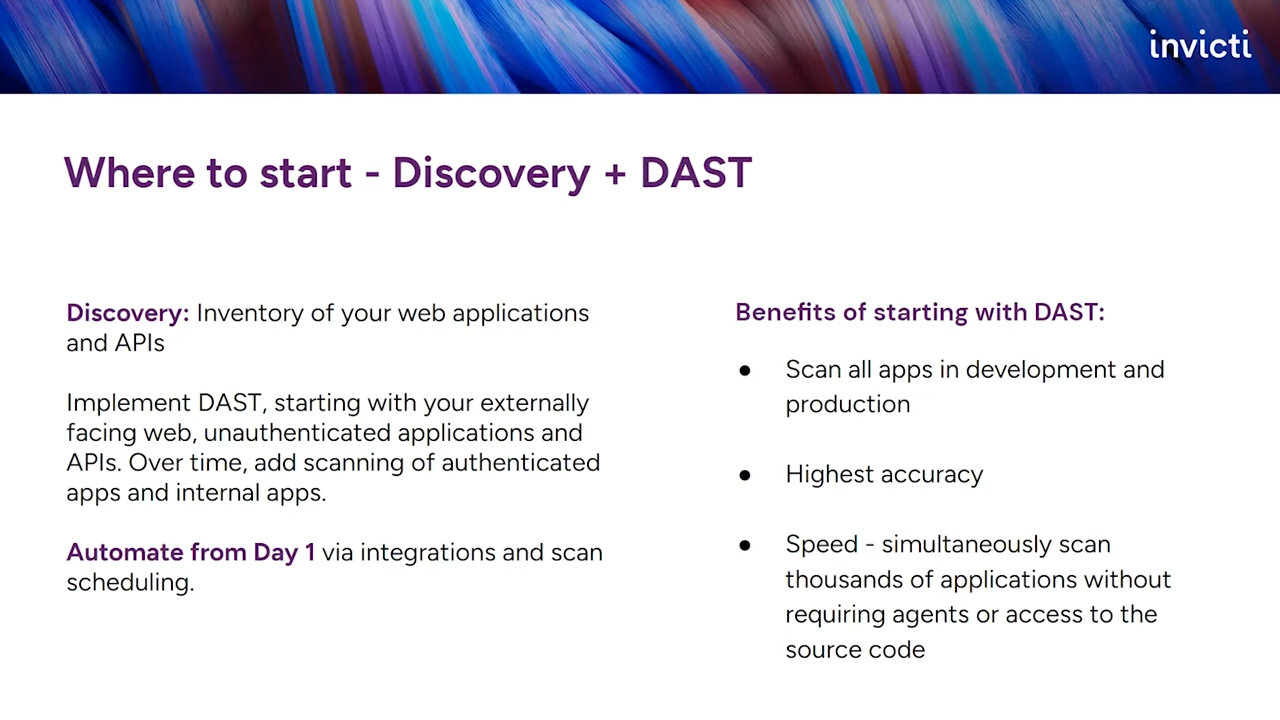 invicti
Where to start - Discovery + DAST
Discovery: Inventory of your web applications
and APIs
Implement DAST, starting with your externally
facing web, unauthenticated applications and
APIs. Over time, add scanning of authenticated
apps and internal apps.
Automate from Day 1 via integrations and scan
scheduling.
Benefits of starting with DAST:
● Scan all apps in development and
production
● Highest accuracy
● Speed - simultaneously scan
thousands of applications without
requiring agents or access to the
source code